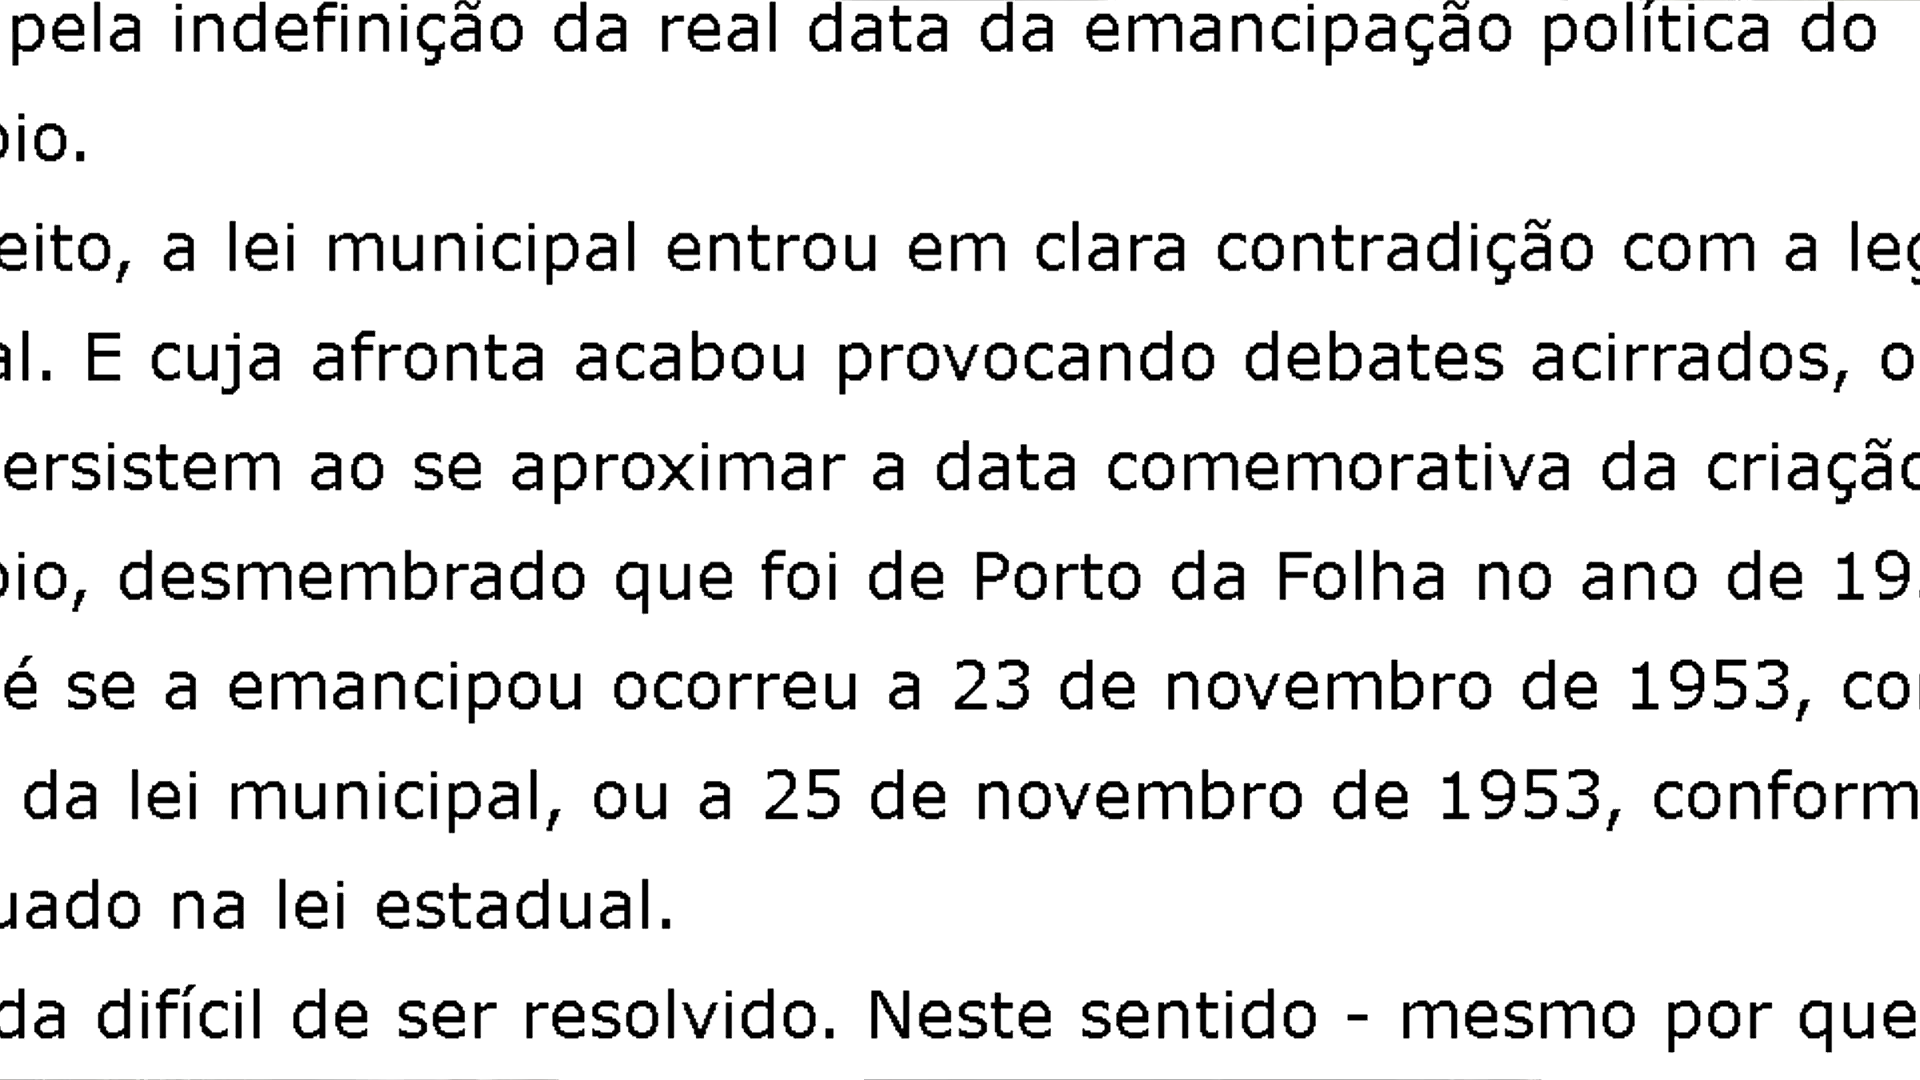 pela indefinição da real data da emancipação política do
pio.
eito, a lei municipal entrou em clara contradição com a
al. E cuja afronta acabou provocando debates acirrados, o
ersistem ao se aproximar a data comemorativa da criação
pio, desmembrado que foi de Porto da Folha no ano de
é se a emancipou ocorreu a 23 de novembro de 1953,
da lei municipal, ou a 25 de novembro de 1953, conform
uado na lei estadual.
da difícil de ser resolvido. Neste sentido - mesmo por que